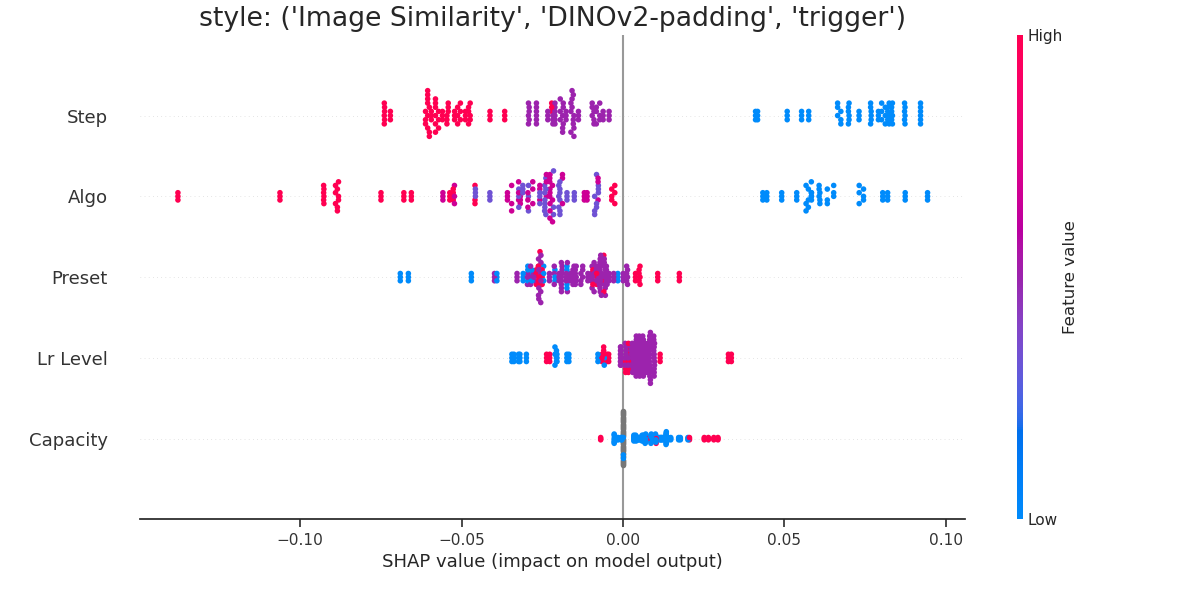 style: ('Image Similarity', 'DINOv2-padding', 'trigger')
High
Step
Algo
Preset
Lr Level
Capacity
Feature value
Low
−0.10
−0.05
0.00
0.05
0.10
SHAP value (impact on model output)